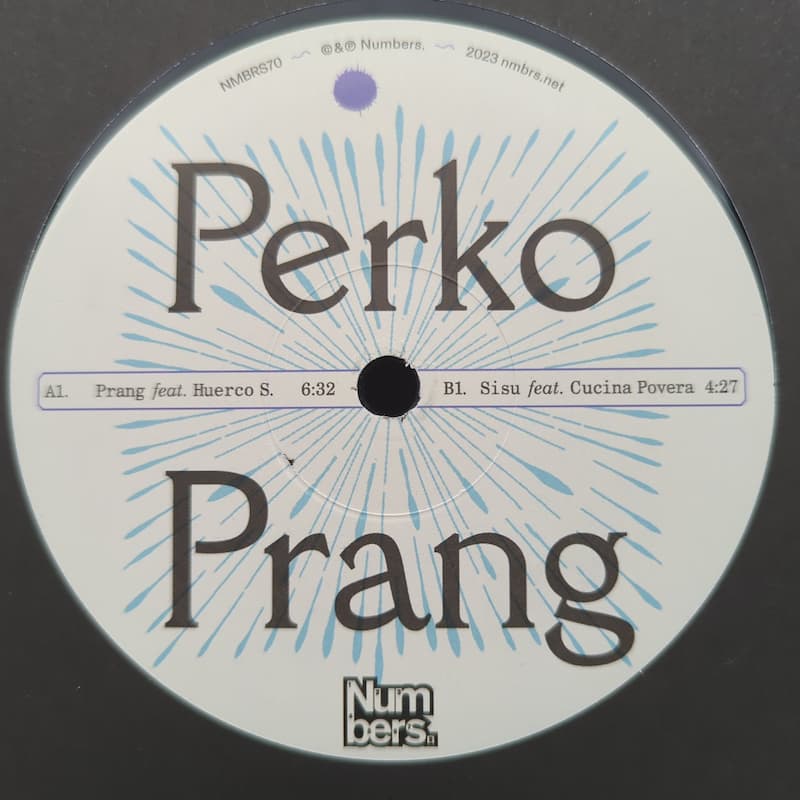 NMBRS70 ~ ©&℗ Numbers, ~ 2023 nmbrs.net
Perko
A1. Prang feat. Huerco S. 6:32 ~ B1. Sisu feat. Cucina Povera 4:27
Prang
Num
bers.